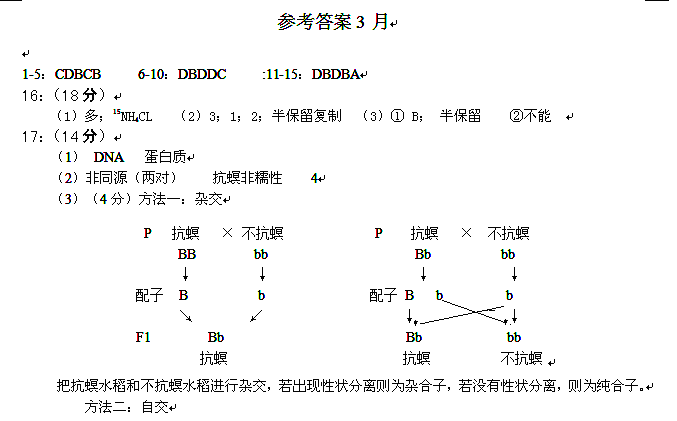 参考答案3 月
1-5：CDBCB 6-10：DBDDC :11-15：DBDBA
16：（18分）
（1）多；¹⁵NH₄CL （2）3；1；2；半保留复制 （3）① B； 半保留 ②不能
17：（14分）
（1） DNA 蛋白质
（2）非同源（两对） 抗螟非糯性 4
（3）（4分）方法一：杂交
P 抗螟 × 不抗螟 P 抗螟 × 不抗螟
BB bb Bb bb
配子 B b 配子 B b b
F1 Bb Bb bb
抗螟 抗螟 不抗螟
把抗螟水稻和不抗螟水稻进行杂交，若出现性状分离则为杂合子，若没有性状分离，则为纯合子。
方法二：自交